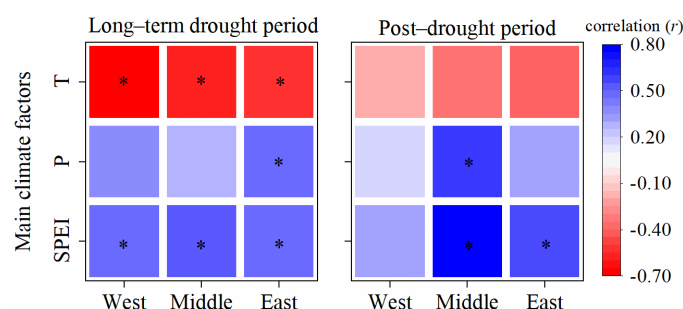 Long–term drought period
Post–drought period
correlation (r)
Main climate factors
T
P
SPEI
* * *
*
*
* * *
* *
West Middle East
West Middle East
0.80
0.50
0.20
-0.10
-0.40
-0.70